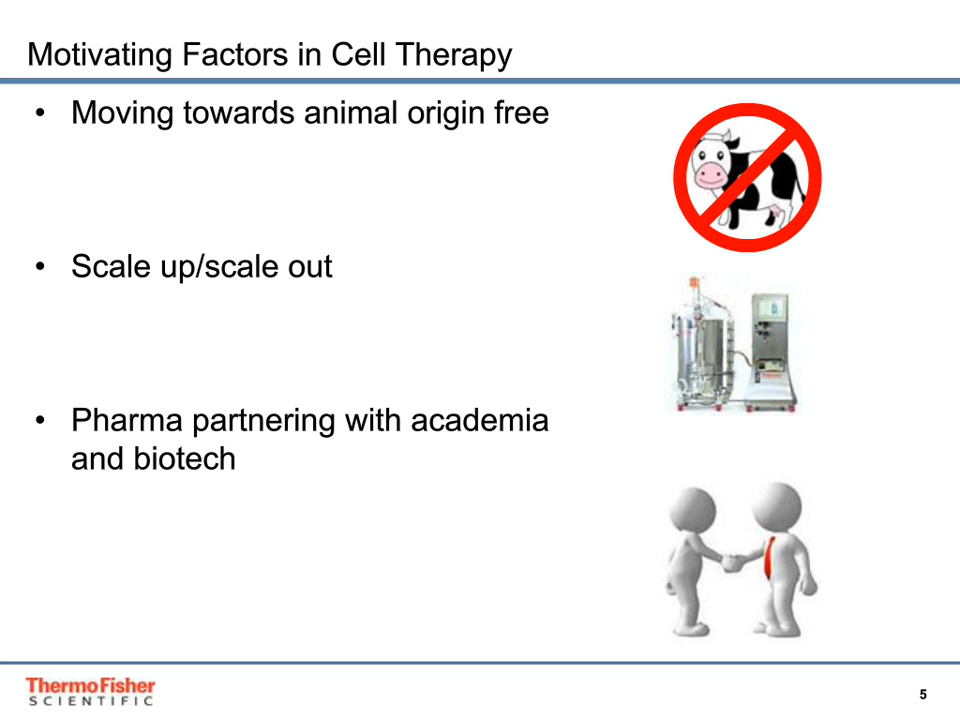 Motivating Factors in Cell Therapy
• Moving towards animal origin free
• Scale up/scale out
• Pharma partnering with academia
and biotech
ThermoFisher
SCIENTIFIC
5